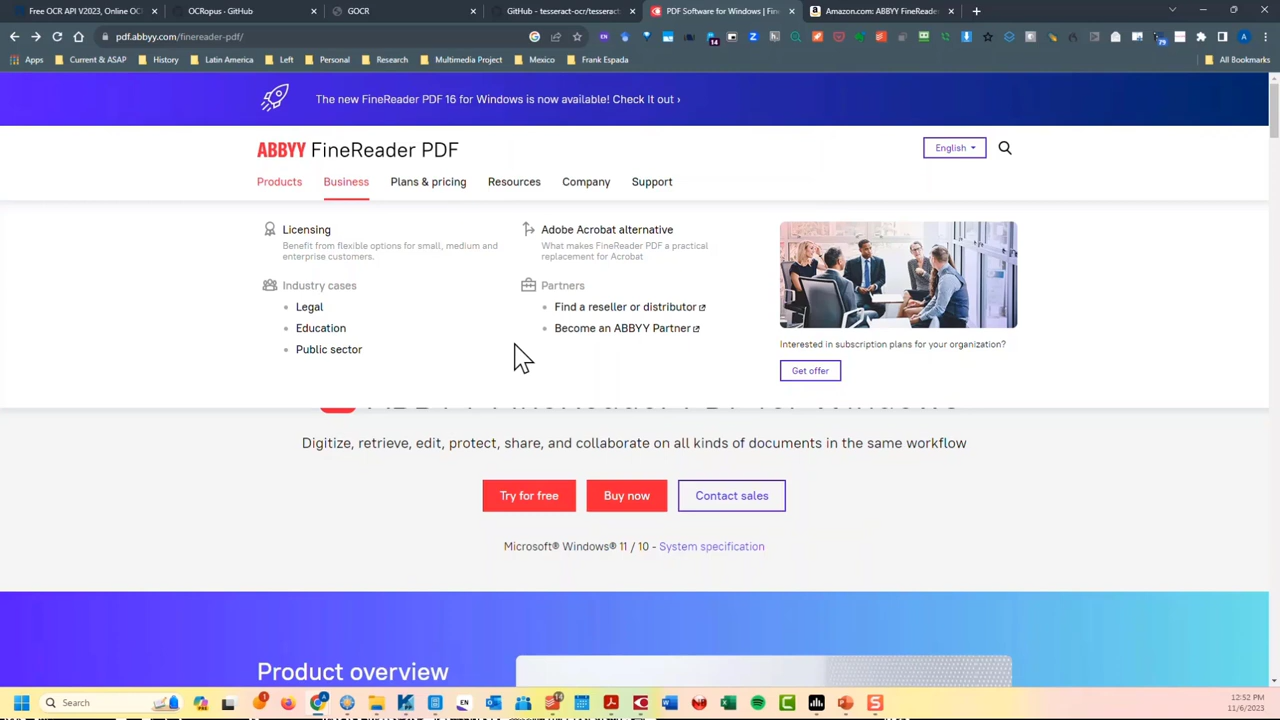 Free OCR API V2023, Online OC
OCRopus - GitHub
GOCR
GitHub - tesseract-ocr/tesserac
PDF Software for Windows | Fine
Amazon.com: ABBYY FineReader
pdf.abbyy.com/finereader-pdf/
Apps
Current & ASAP
History
Latin America
Left
Personal
Research
Multimedia Project
Mexico
Frank Espada
All Bookmarks
The new FineReader PDF 16 for Windows is now available! Check It out ›
ABBYY FineReader PDF
English
Products
Business
Plans & pricing
Resources
Company
Support
Licensing
Benefit from flexible options for small, medium and
enterprise customers.
Industry cases
Legal
Education
Public sector
Adobe Acrobat alternative
What makes FineReader PDF a practical
replacement for Acrobat
Partners
Find a reseller or distributor
Become an ABBYY Partner
Interested in subscription plans for your organization?
Get offer
Digitize, retrieve, edit, protect, share, and collaborate on all kinds of documents in the same workflow
Try for free
Buy now
Contact sales
Microsoft® Windows® 11 / 10 - System specification
Product overview
Search
EN
12:52 PM
11/6/2023